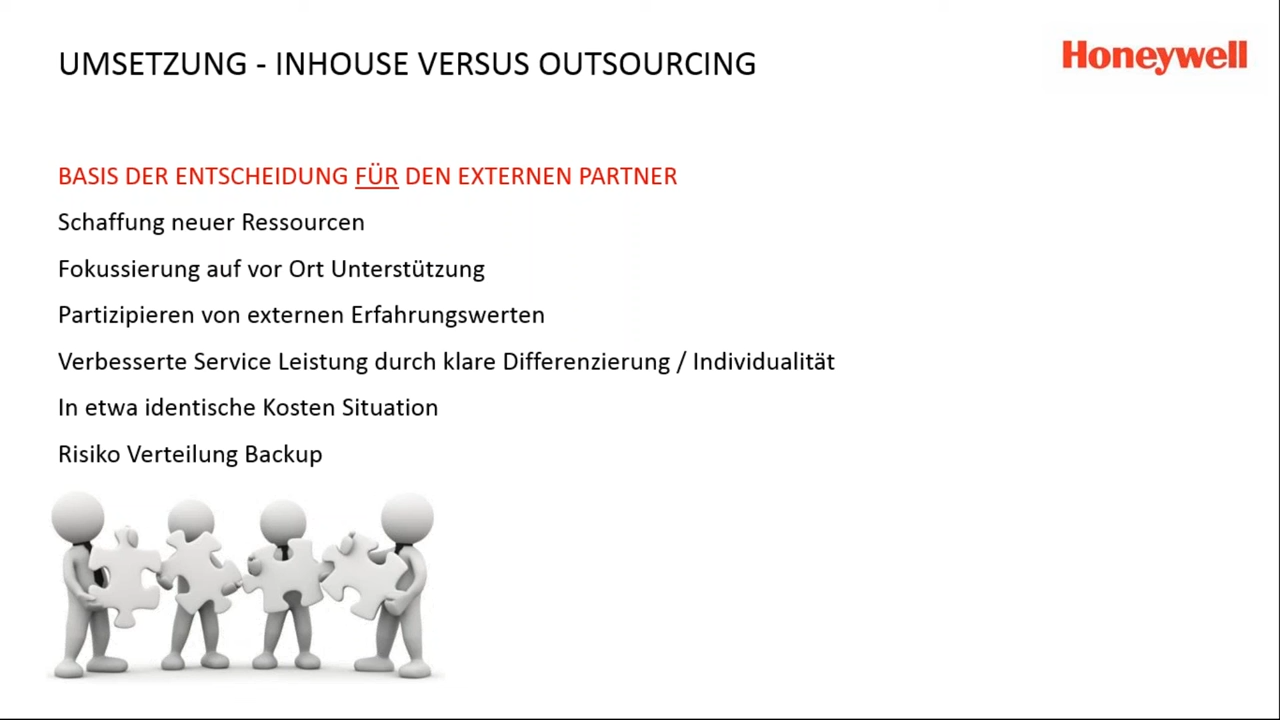 UMSETZUNG - INHOUSE VERSUS OUTSOURCING
Honeywell
BASIS DER ENTSCHEIDUNG FÜR DEN EXTERNEN PARTNER
Schaffung neuer Ressourcen
Fokussierung auf vor Ort Unterstützung
Partizipieren von externen Erfahrungswerten
Verbesserte Service Leistung durch klare Differenzierung / Individualität
In etwa identische Kosten Situation
Risiko Verteilung Backup